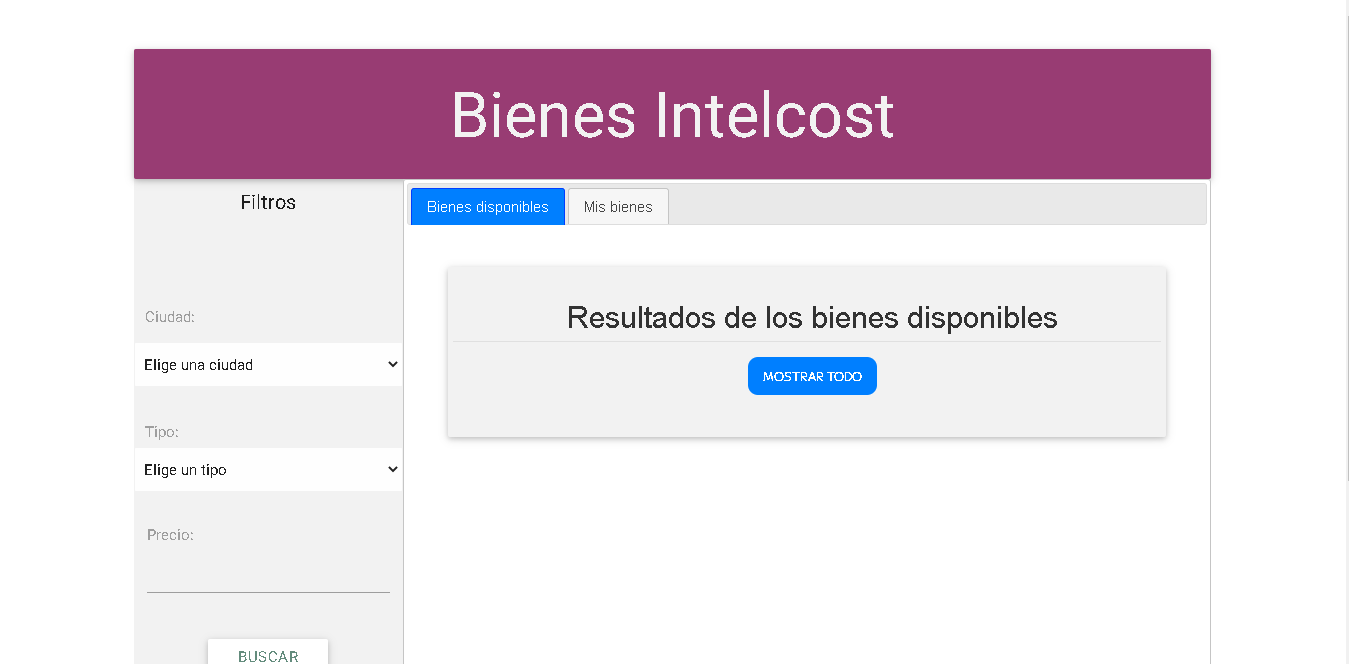 Bienes Intelcost
Filtros
Ciudad:
Elige una ciudad
Tipo:
Elige un tipo
Precio:
BUSCAR
Bienes disponibles
Mis bienes
Resultados de los bienes disponibles
MOSTRAR TODO